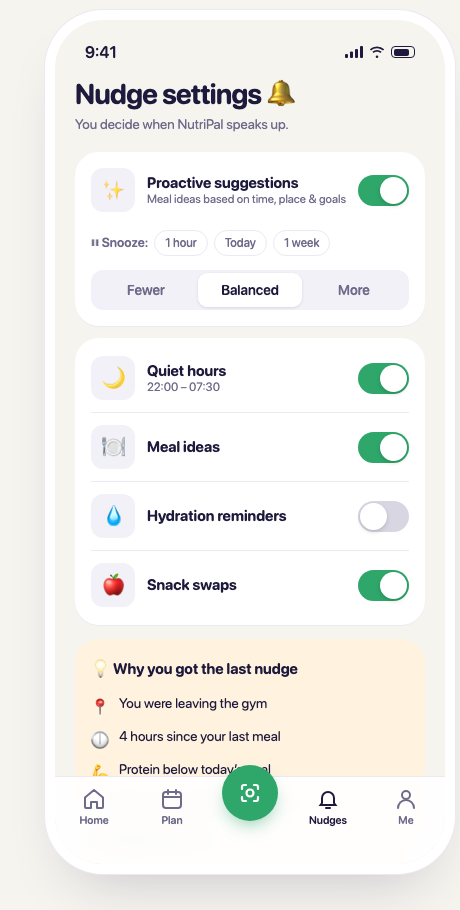 9:41
Nudge settings 🔔
You decide when NutriPal speaks up.
Proactive suggestions
Meal ideas based on time, place & goals
Snooze: 1 hour Today 1 week
Fewer Balanced More
Quiet hours
22:00 – 07:30
Meal ideas
Hydration reminders
Snack swaps
Why you got the last nudge
You were leaving the gym
4 hours since your last meal
Protein below
Home Plan Nudges Me